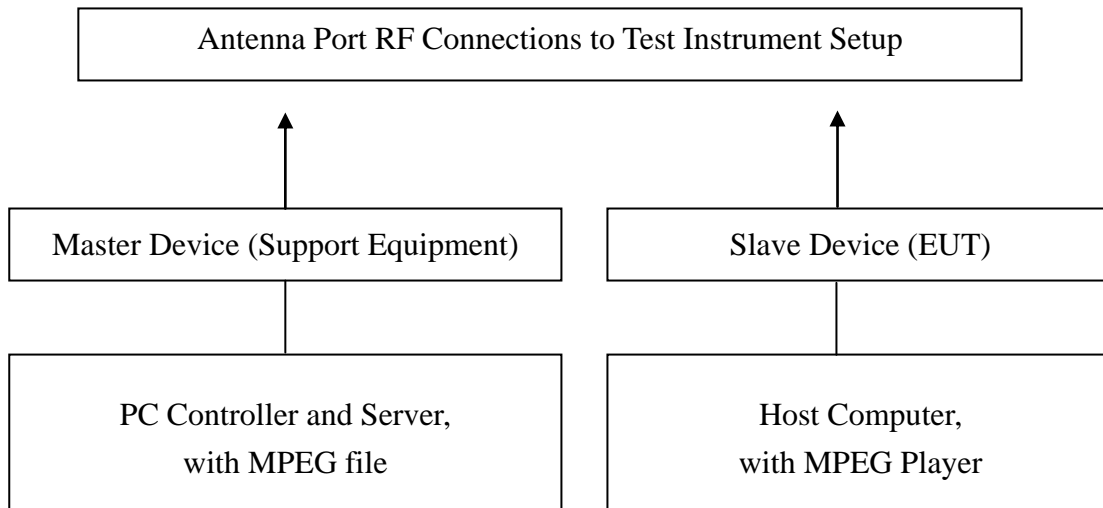 Antenna Port RF Connections to Test Instrument Setup
Master Device (Support Equipment)
Slave Device (EUT)
PC Controller and Server,
with MPEG file
Host Computer,
with MPEG Player